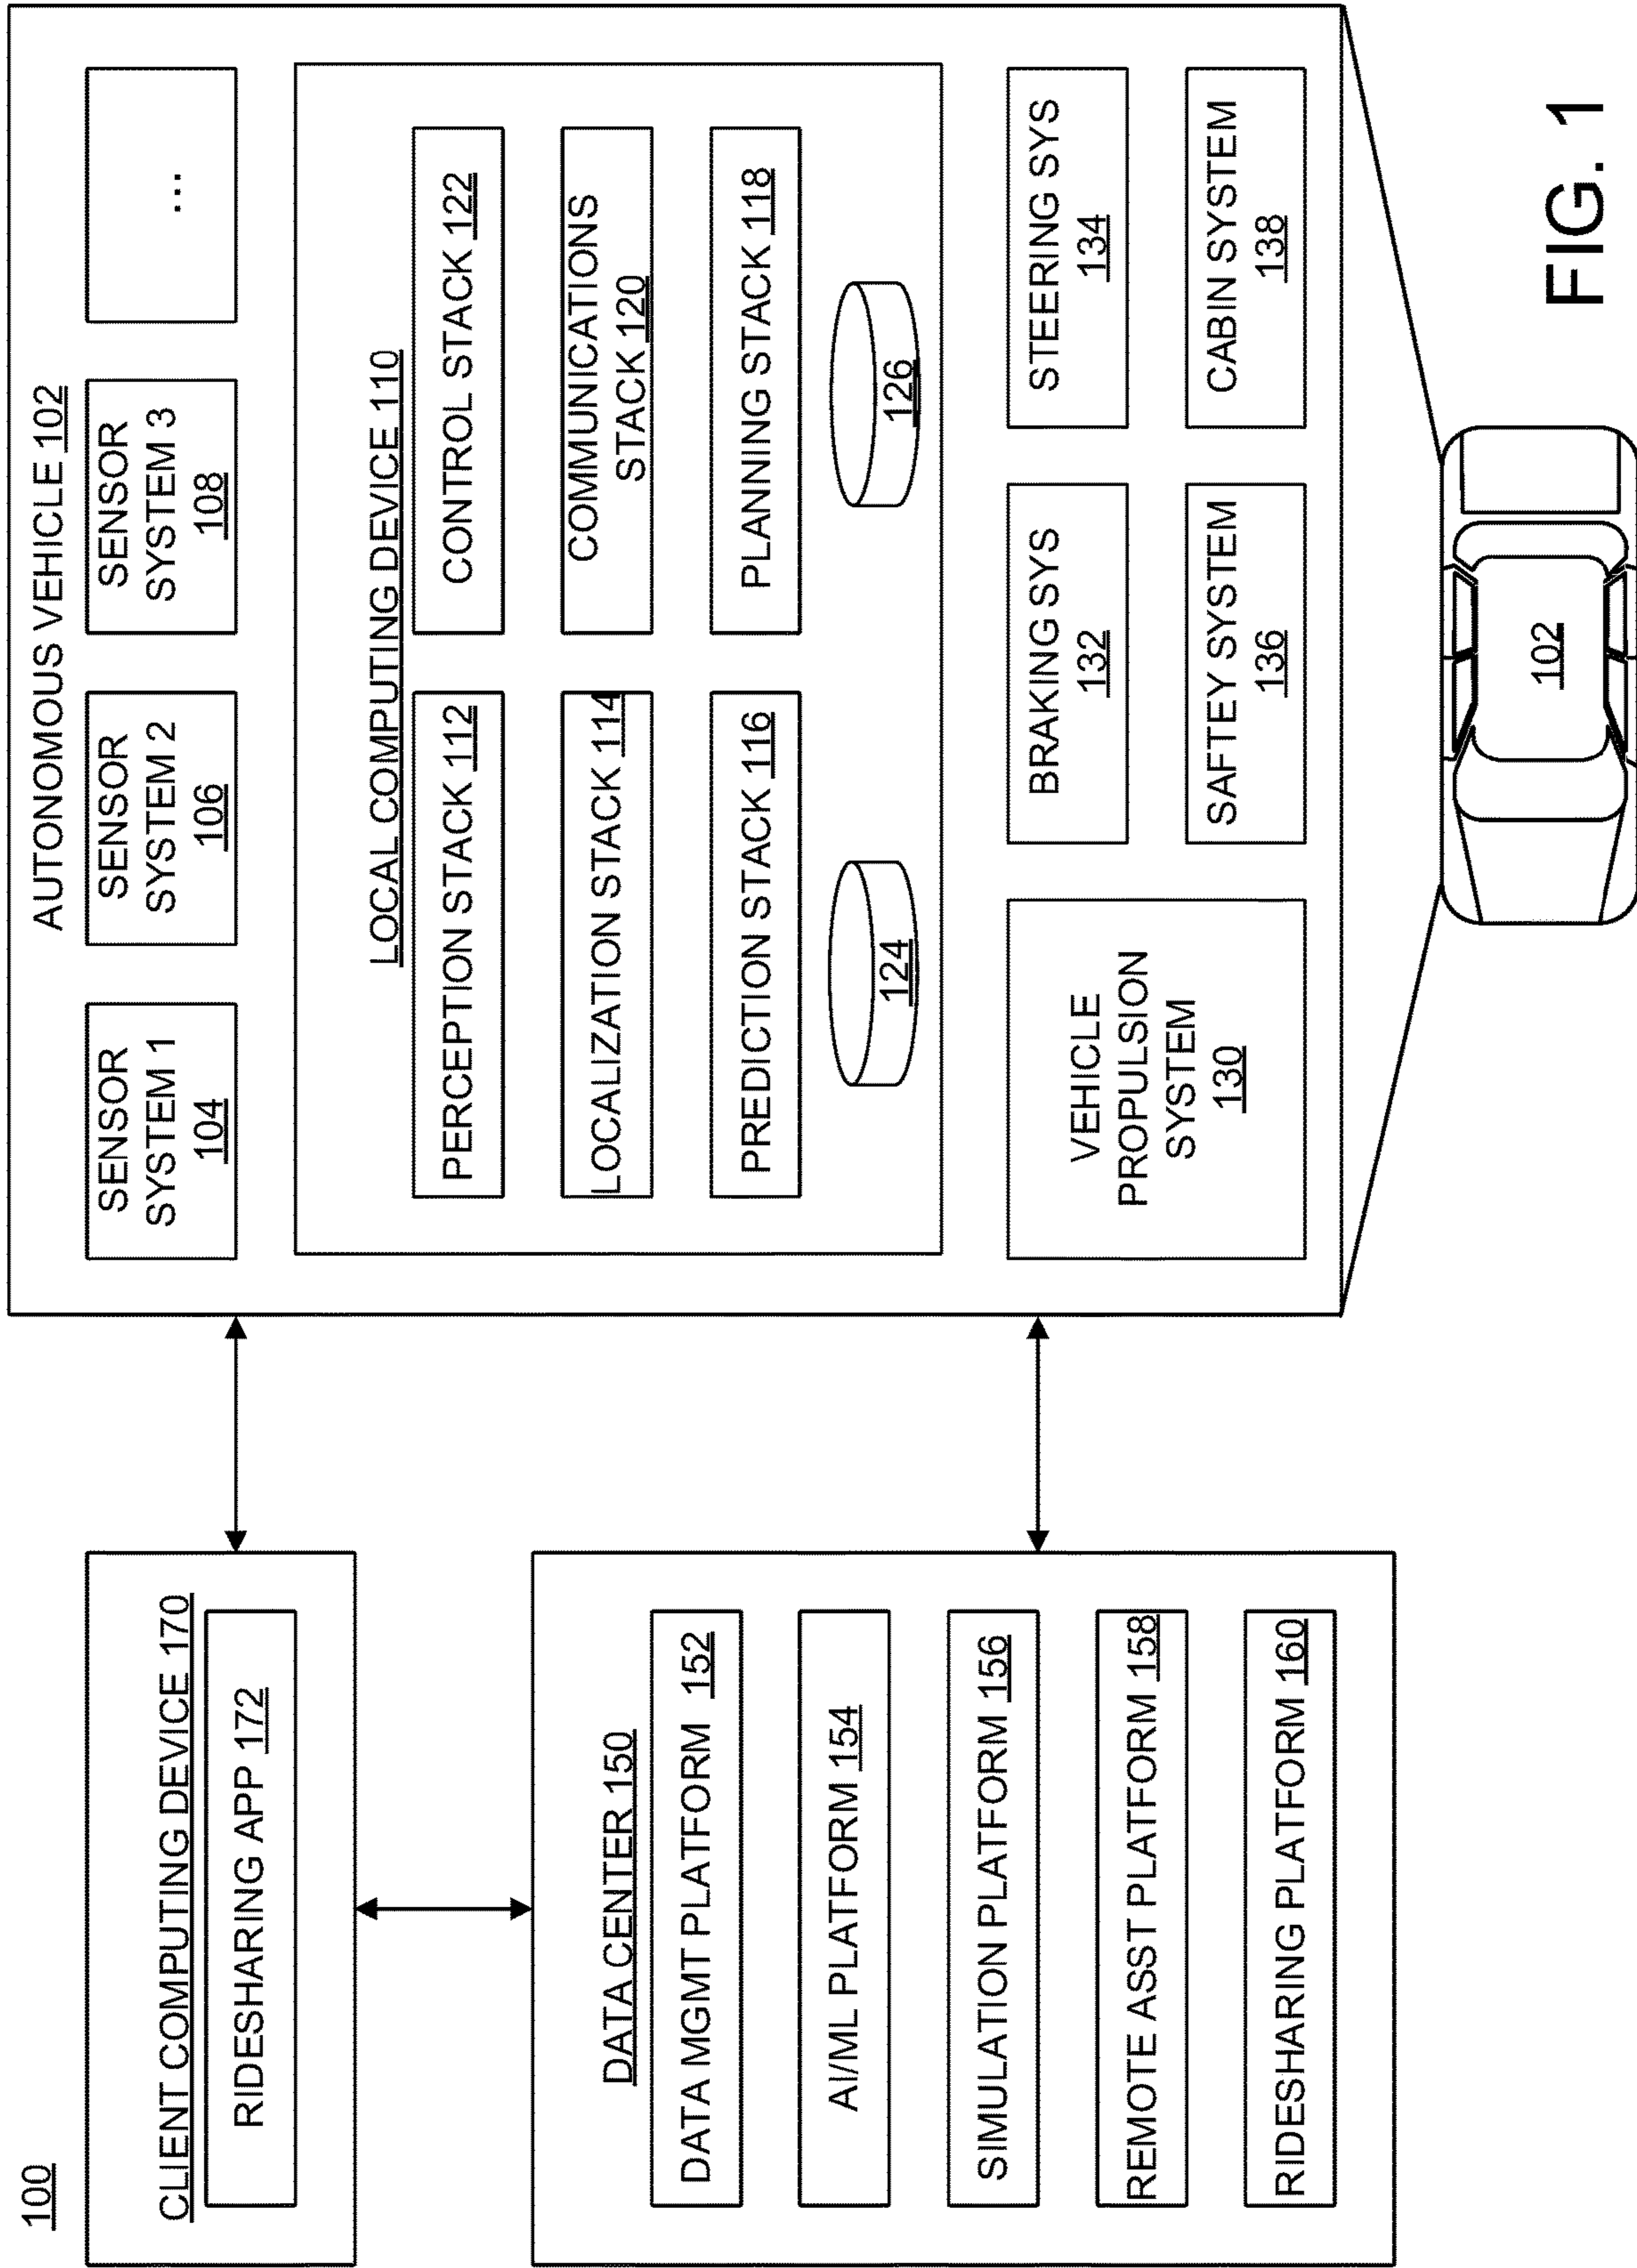 100
CLIENT COMPUTING DEVICE 170
RIDESHARING APP 172
DATA CENTER 150
DATA MGMT PLATFORM 152
AI/ML PLATFORM 154
SIMULATION PLATFORM 156
REMOTE ASST PLATFORM 158
RIDESHARING PLATFORM 160
AUTONOMOUS VEHICLE 102
SENSOR
SYSTEM 1
104
SENSOR
SYSTEM 2
106
SENSOR
SYSTEM 3
108
...
LOCAL COMPUTING DEVICE 110
PERCEPTION STACK 112
CONTROL STACK 122
LOCALIZATION STACK 114
COMMUNICATIONS
STACK 120
PREDICTION STACK 116
PLANNING STACK 118
124
126
VEHICLE
PROPULSION
SYSTEM
130
BRAKING SYS
132
STEERING SYS
134
SAFTEY SYSTEM
136
CABIN SYSTEM
138
102
FIG. 1